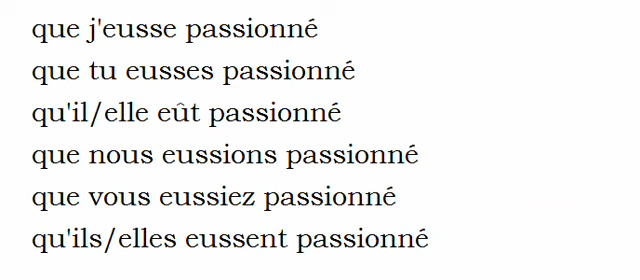 que j'eusse passionné
que tu eusses passionné
qu'il/elle eût passionné
que nous eussions passionné
que vous eussiez passionné
qu'ils/elles eussent passionné